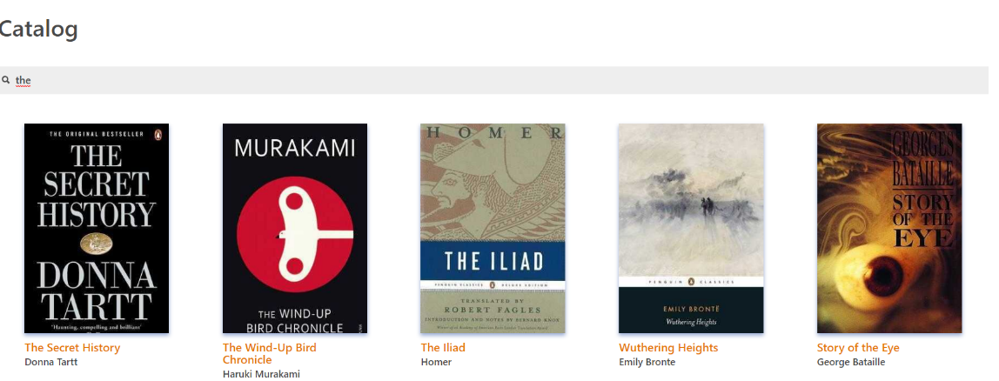 Catalog
the
THE ORIGINAL BESTSELLER
THE
SECRET
HISTORY
DONNA
TARTT
'Haunting, compelling and brilliant'
MURAKAMI
THE WIND-UP
BIRD CHRONICLE
HOMER
THE ILIAD
PENGUIN CLASSICS DELUXE EDITION
TRANSLATED BY
ROBERT FAGLES
INTRODUCTION AND NOTES BY BERNARD KNOX
PENGUIN CLASSICS
EMILY BRONTË
Wuthering Heights
GEORGES
BATAILLE
STORY
OF THE
EYE
The Secret History
Donna Tartt
The Wind-Up Bird
Chronicle
Haruki Murakami
The Iliad
Homer
Wuthering Heights
Emily Bronte
Story of the Eye
George Bataille